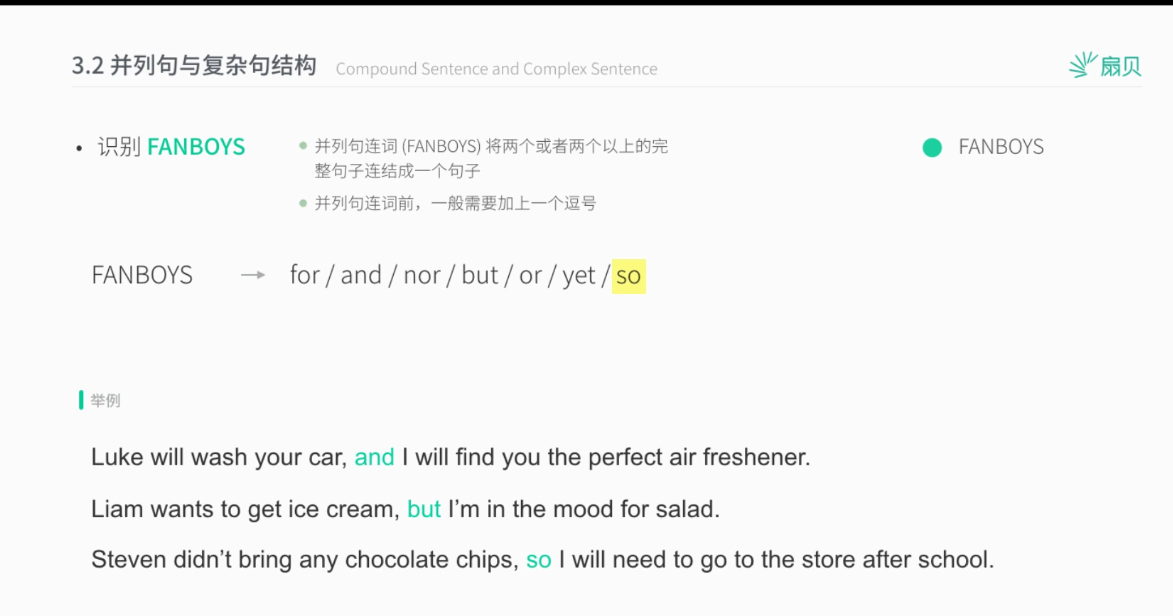 3.2 并列句与复杂句结构 Compound Sentence and Complex Sentence
扇贝
• 识别 FANBOYS
并列句连词 (FANBOYS) 将两个或者两个以上的完
整句子连结成一个句子
并列句连词前，一般需要加上一个逗号
FANBOYS
FANBOYS → for / and / nor / but / or / yet / so
举例
Luke will wash your car, and I will find you the perfect air freshener.
Liam wants to get ice cream, but I’m in the mood for salad.
Steven didn’t bring any chocolate chips, so I will need to go to the store after school.